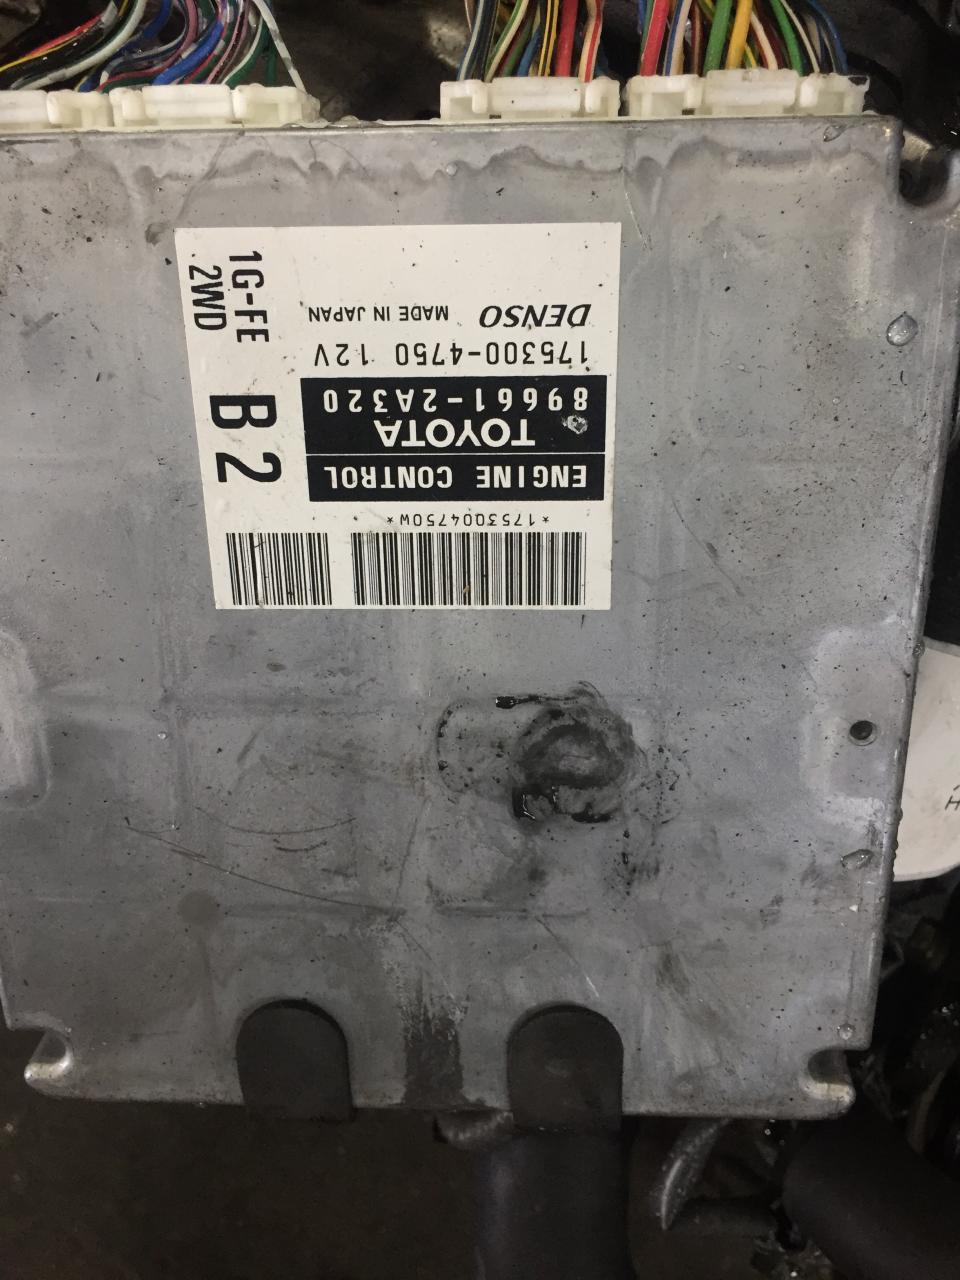 *1753004750W*
ENGINE CONTROL
TOYOTA
89661-2A320
175300-4750 12V
DENSO MADE IN JAPAN
B2
1G-FE
2WD
H